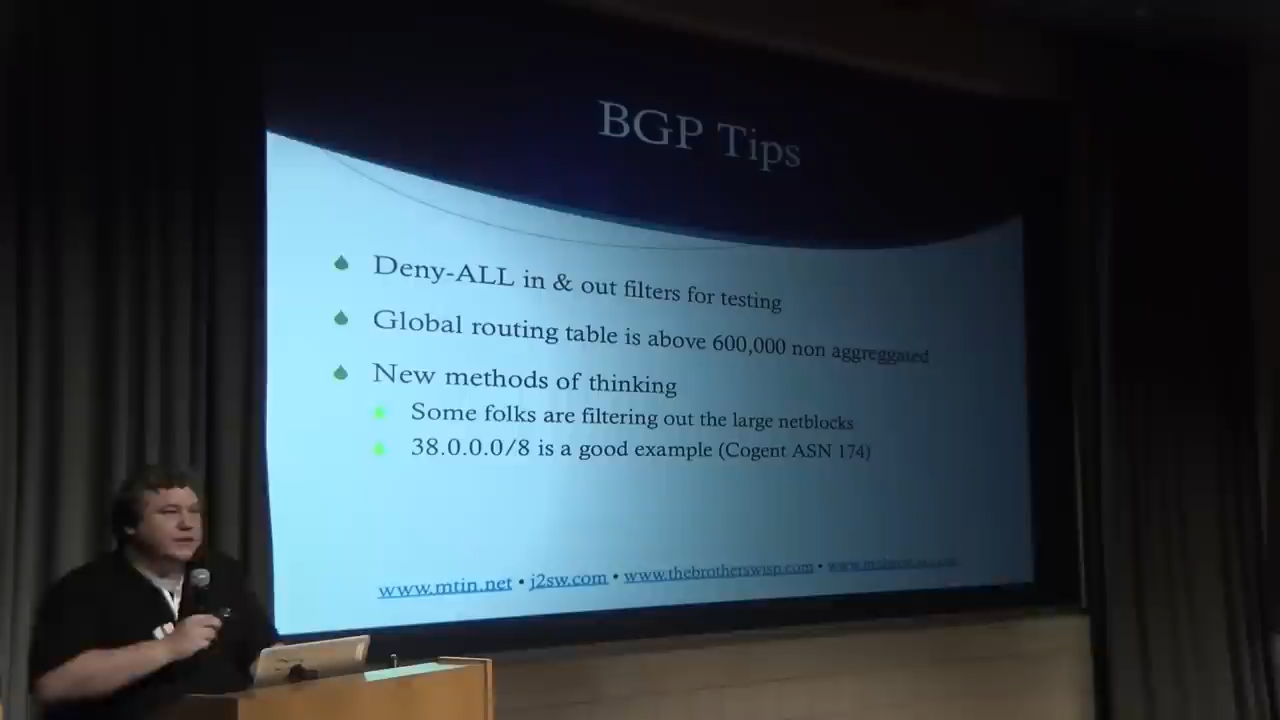 BGP Tips
Deny-ALL in & out filters for testing
Global routing table is above 600,000 non aggreggated
New methods of thinking
Some folks are filtering out the large netblocks
38.0.0.0/8 is a good example (Cogent ASN 174)
www.mtin.net • j2sw.com • www.thebrotherswisp.com •